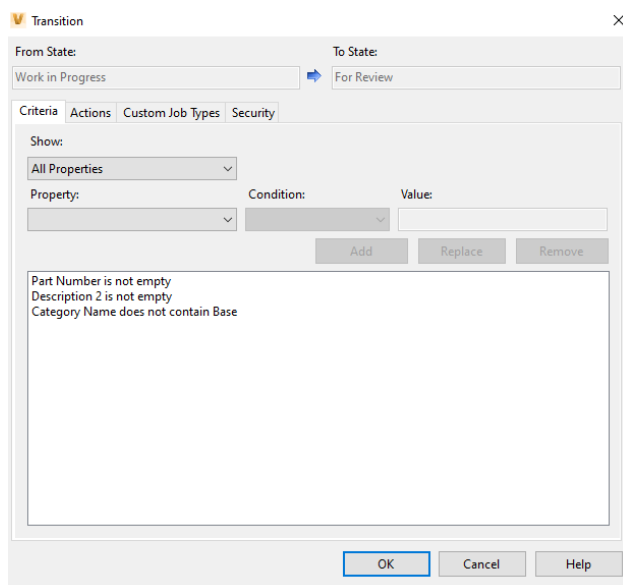 Transition
From State:
To State:
Work in Progress
For Review
Criteria Actions Custom Job Types Security
Show:
All Properties
Property: Condition: Value:
Add Replace Remove
Part Number is not empty
Description 2 is not empty
Category Name does not contain Base
OK Cancel Help